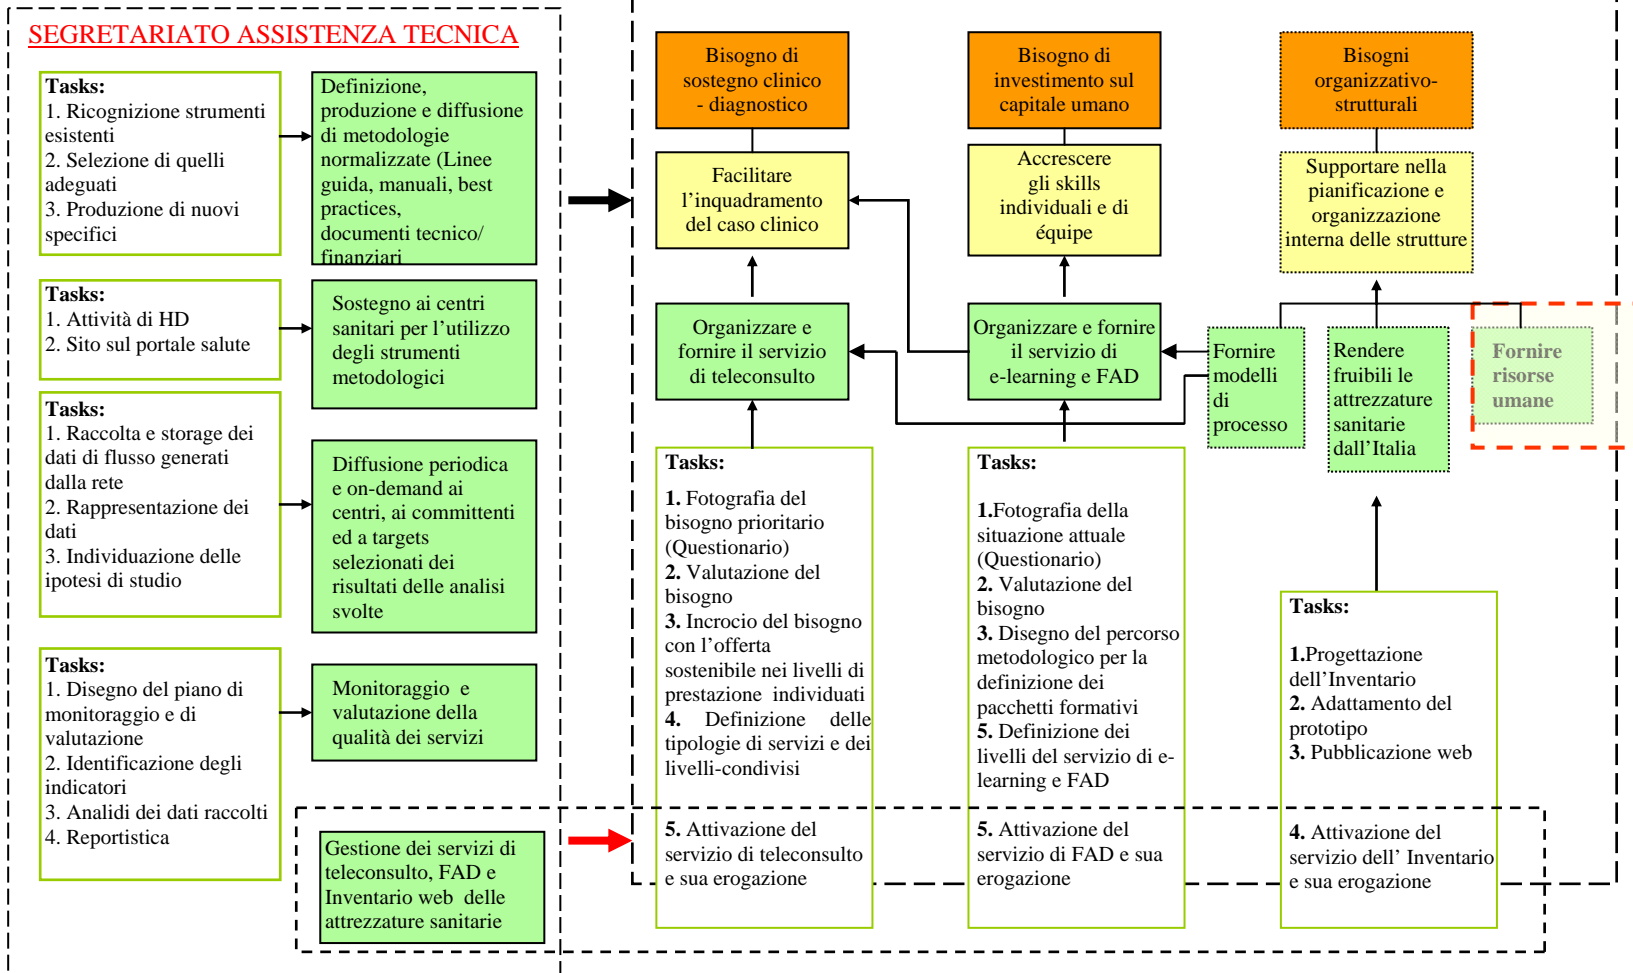 SEGRETARIATO ASSISTENZA TECNICA
Tasks:
1. Ricognizione strumenti
esistenti
2. Selezione di quelli
adeguati
3. Produzione di nuovi
specifici
Definizione,
produzione e diffusione
di metodologie
normalizzate (Linee
guida, manuali, best
practices,
documenti tecnico/
finanziari
Tasks:
1. Attività di HD
2. Sito sul portale salute
Sostegno ai centri
sanitari per l’utilizzo
degli strumenti
metodologici
Tasks:
1. Raccolta e storage dei
dati di flusso generati
dalla rete
2. Rappresentazione dei
dati
3. Individuazione delle
ipotesi di studio
Diffusione periodica
e on-demand ai
centri, ai committenti
ed a targets
selezionati dei
risultati delle analisi
svolte
Tasks:
1. Disegno del piano di
monitoraggio e di
valutazione
2. Identificazione degli
indicatori
3. Analidi dei dati raccolti
4. Reportistica
Monitoraggio e
valutazione della
qualità dei servizi
Gestione dei servizi di
teleconsulto, FAD e
Inventario web delle
attrezzature sanitarie
Bisogno di
sostegno clinico
- diagnostico
Facilitare
l’inquadramento
del caso clinico
Organizzare e
fornire il servizio
di teleconsulto
Tasks:
1. Fotografia del
bisogno prioritario
(Questionario)
2. Valutazione del
bisogno
3. Incrocio del bisogno
con l’offerta
sostenibile nei livelli di
prestazione individuati
4. Definizione delle
tipologie di servizi e dei
livelli-condivisi
5. Attivazione del
servizio di teleconsulto
e sua erogazione
Bisogno di
investimento sul
capitale umano
Accrescere
gli skills
individuali e di
équipe
Organizzare e fornire
il servizio di
e-learning e FAD
Tasks:
1.Fotografia della
situazione attuale
(Questionario)
2. Valutazione del
bisogno
3. Disegno del percorso
metodologico per la
definizione dei
pacchetti formativi
5. Definizione dei
livelli del servizio di e-
learning e FAD
5. Attivazione del
servizio di FAD e sua
erogazione
Bisogni
organizzativo-
strutturali
Supportare nella
pianificazione e
organizzazione
interna delle strutture
Fornire
modelli
di
processo
Rendere
fruibili le
attrezzature
sanitarie
dall’Italia
Fornire
risorse
umane
Tasks:
1.Progettazione
dell’Inventario
2. Adattamento del
prototipo
3. Pubblicazione web
4. Attivazione del
servizio dell’ Inventario
e sua erogazione